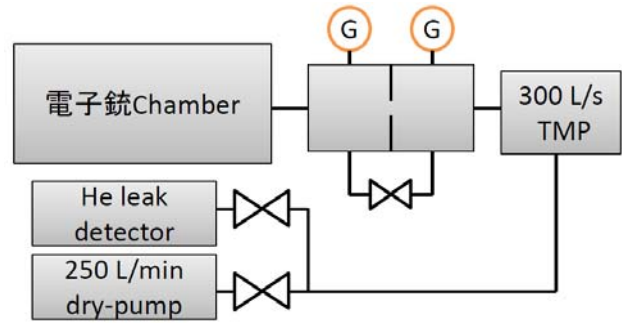 G
G
電子銃Chamber
300 L/s
TMP
He leak
detector
250 L/min
dry-pump